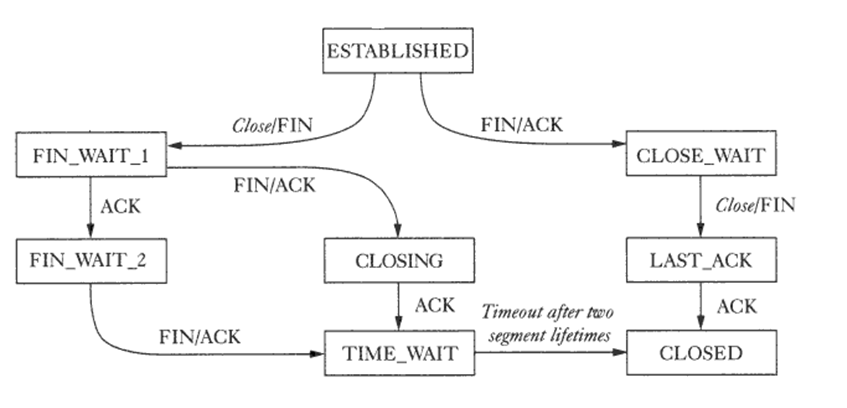 ESTABLISHED
Close/FIN
FIN/ACK
FIN_WAIT_1
CLOSE_WAIT
FIN/ACK
ACK
Close/FIN
FIN_WAIT_2
CLOSING
LAST_ACK
ACK
Timeout after two
segment lifetimes
ACK
FIN/ACK
TIME_WAIT
CLOSED